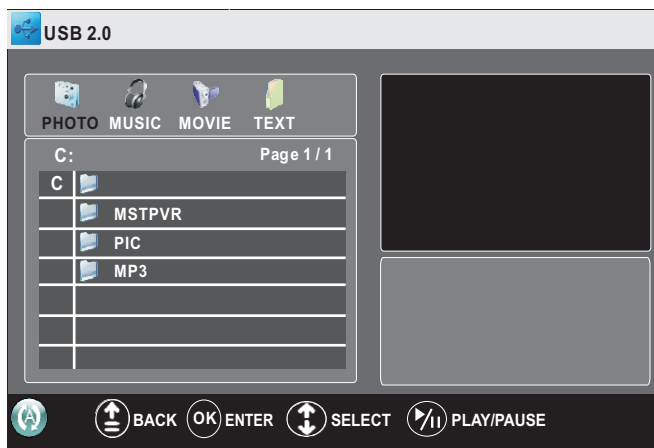 USB 2.0
PHOTO MUSIC MOVIE TEXT
C: Page 1 / 1
C
MSTPVR
PIC
MP3
A BACK OK ENTER SELECT PLAY/PAUSE